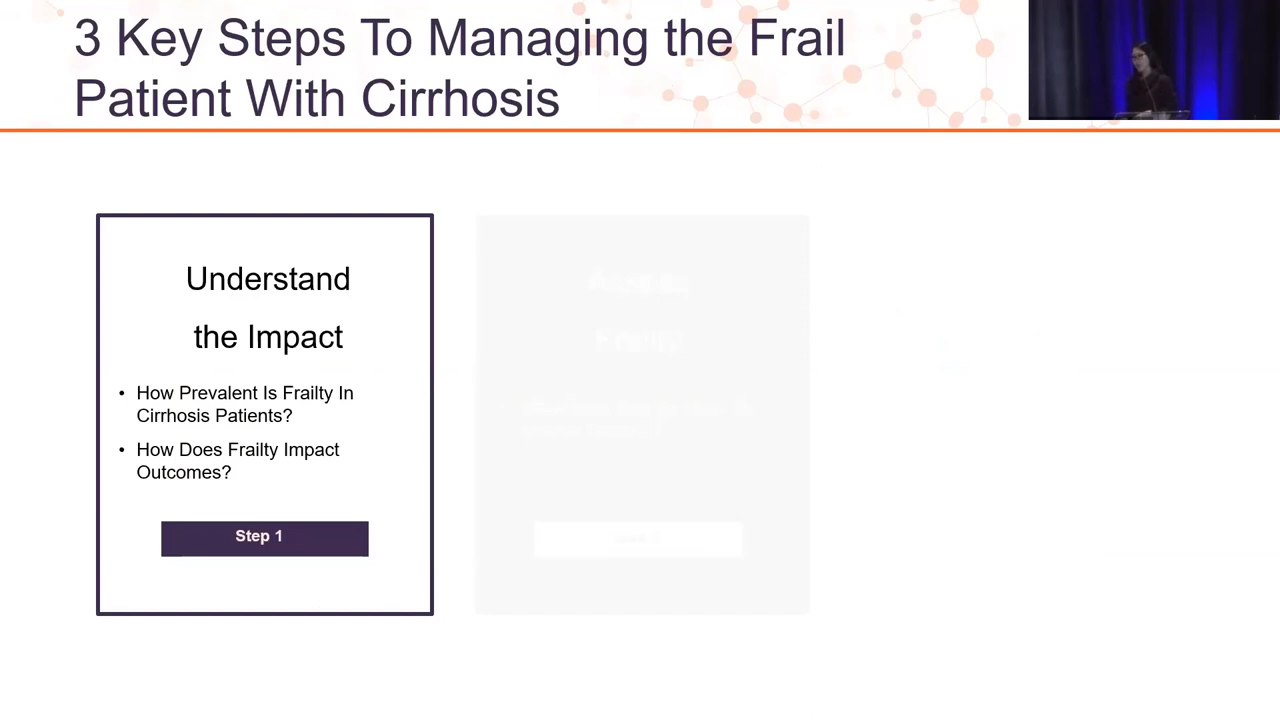 3 Key Steps To Managing the Frail
Patient With Cirrhosis
Understand
the Impact
• How Prevalent Is Frailty In
Cirrhosis Patients?
• How Does Frailty Impact
Outcomes?
Step 1